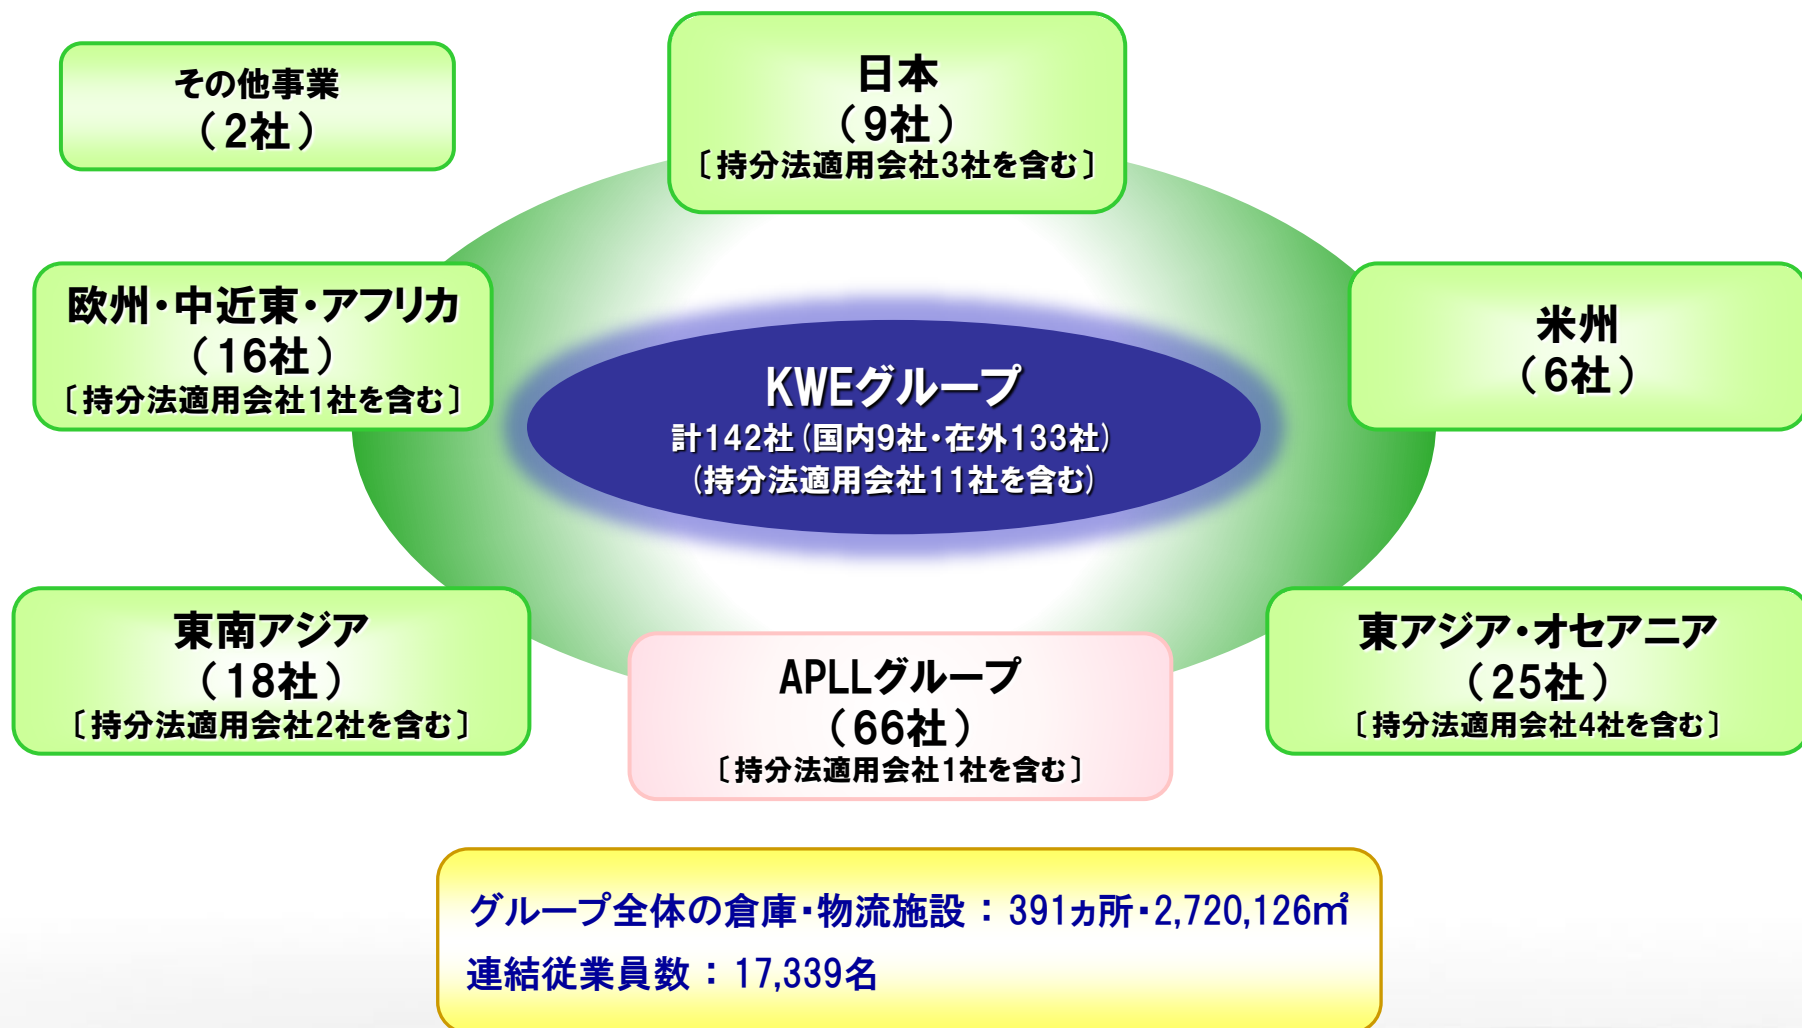 その他事業
（2社）
日本
（9社）
〔持分法適用会社3社を含む〕
欧州・中近東・アフリカ
（16社）
〔持分法適用会社1社を含む〕
米州
（6社）
KWEグループ
計142社（国内9社・在外133社）
（持分法適用会社11社を含む）
東南アジア
（18社）
〔持分法適用会社2社を含む〕
APLLグループ
（66社）
〔持分法適用会社1社を含む〕
東アジア・オセアニア
（25社）
〔持分法適用会社4社を含む〕
グループ全体の倉庫・物流施設：391ヵ所・2,720,126㎡
連結従業員数：17,339名